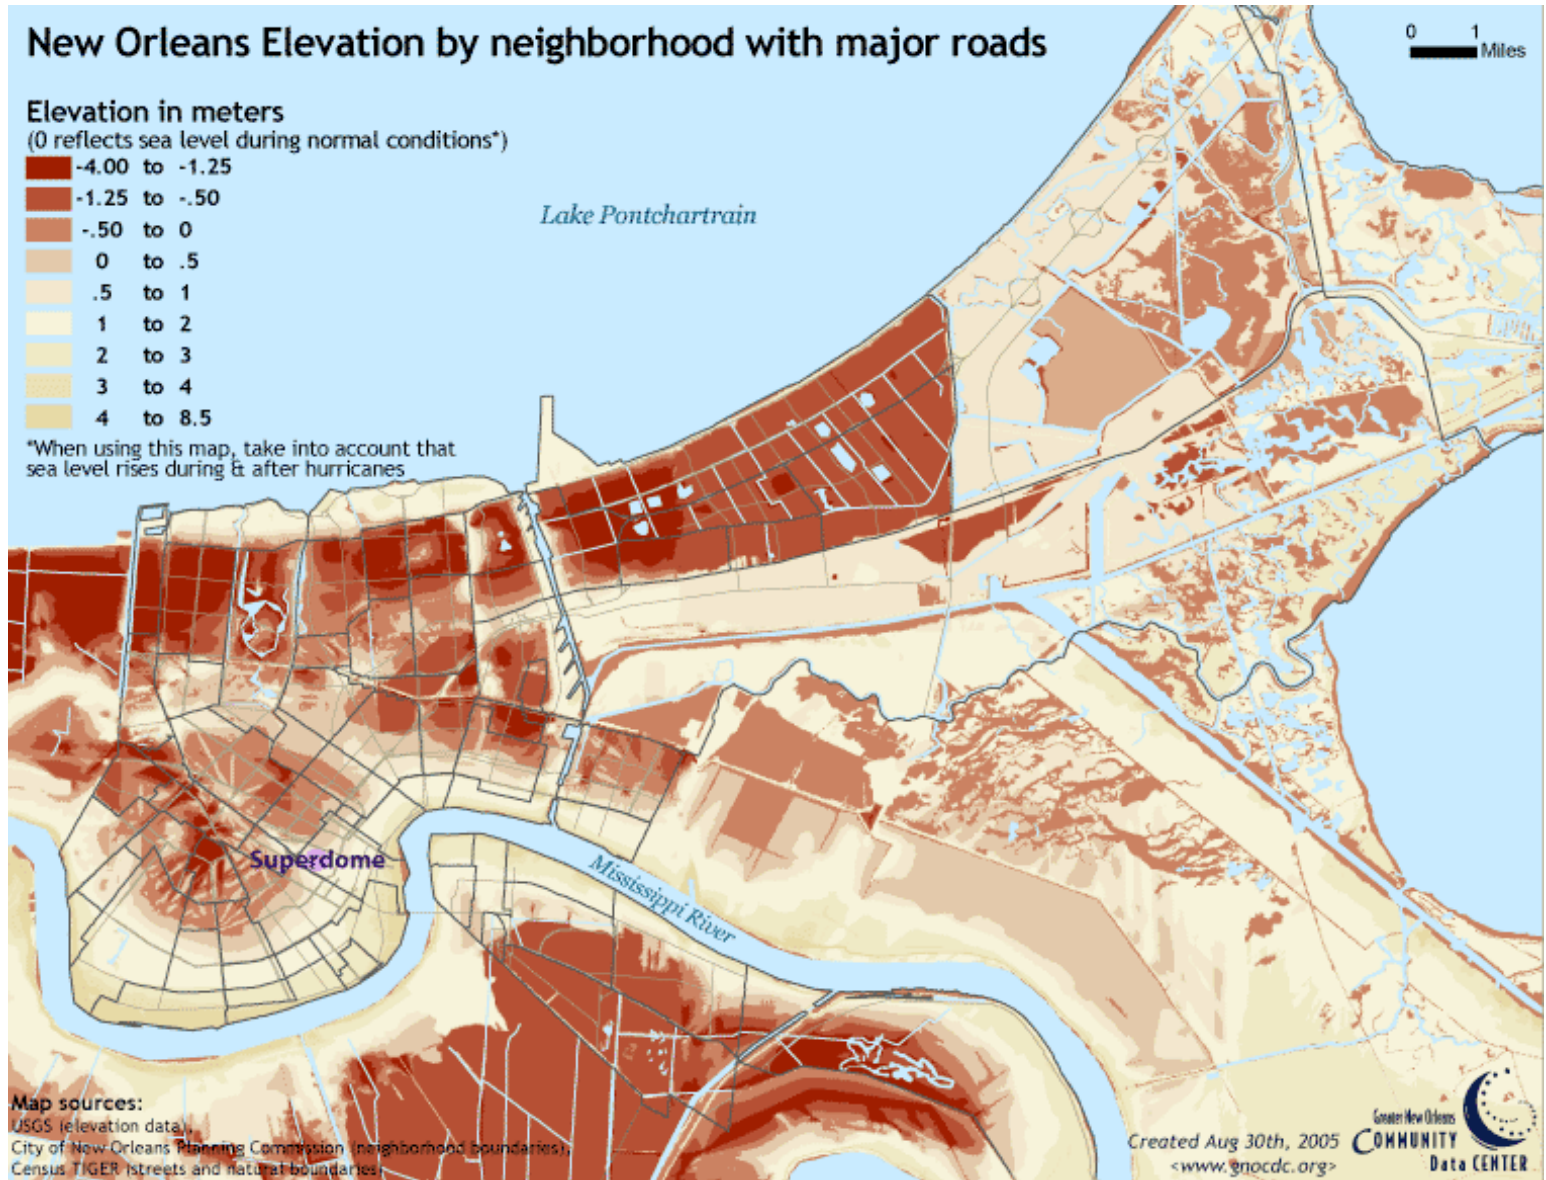 New Orleans Elevation by neighborhood with major roads
0 1
Miles
Elevation in meters
(0 reflects sea level during normal conditions*)
-4.00 to -1.25
-1.25 to -.50
-.50 to 0
0 to .5
.5 to 1
1 to 2
2 to 3
3 to 4
4 to 8.5
*When using this map, take into account that
sea level rises during & after hurricanes
Lake Pontchartrain
Superdome
Mississippi River
Map sources:
USGS (elevation data),
City of New Orleans Planning Commission (neighborhood boundaries),
Census TIGER (streets and natural boundaries)
Created Aug 30th, 2005
<www.gnocdc.org>
Greater New Orleans
COMMUNITY
Data CENTER